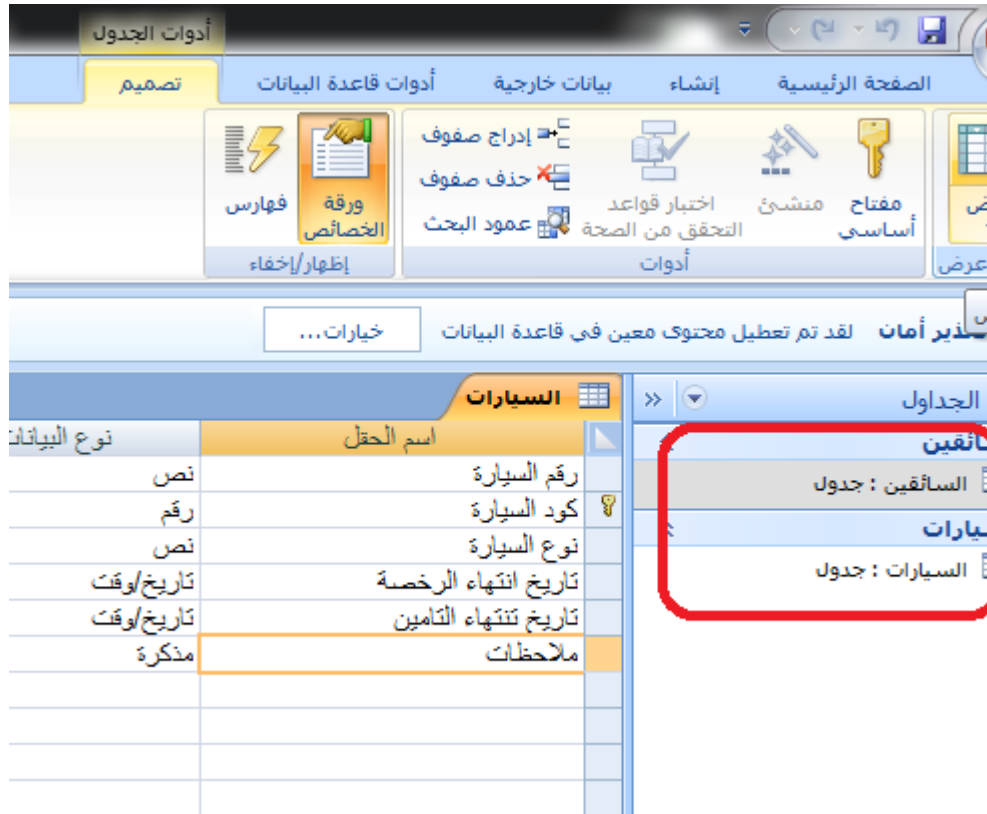 أدوات الجدول
الصفحة الرئيسية
إنشاء
بيانات خارجية
أدوات قاعدة البيانات
تصميم
مفتاح أساسي
منشئ
اختبار قواعد
التحقق من الصحة
إدراج صفوف
حذف صفوف
عمود البحث
ورقة الخصائص
فهارس
عرض
أدوات
إظهار/إخفاء
أمان
لقد تم تعطيل محتوى معين في قاعدة البيانات
خيارات...
الجداول
السيارات
السائقين : جدول
السيارات : جدول
اسم الحقل
نوع البيانات
رقم السيارة
نص
كود السيارة
رقم
نوع السيارة
نص
تاريخ انتهاء الرخصة
تاريخ/وقت
تاريخ تنتهاء التامين
تاريخ/وقت
ملاحظات
مذكرة